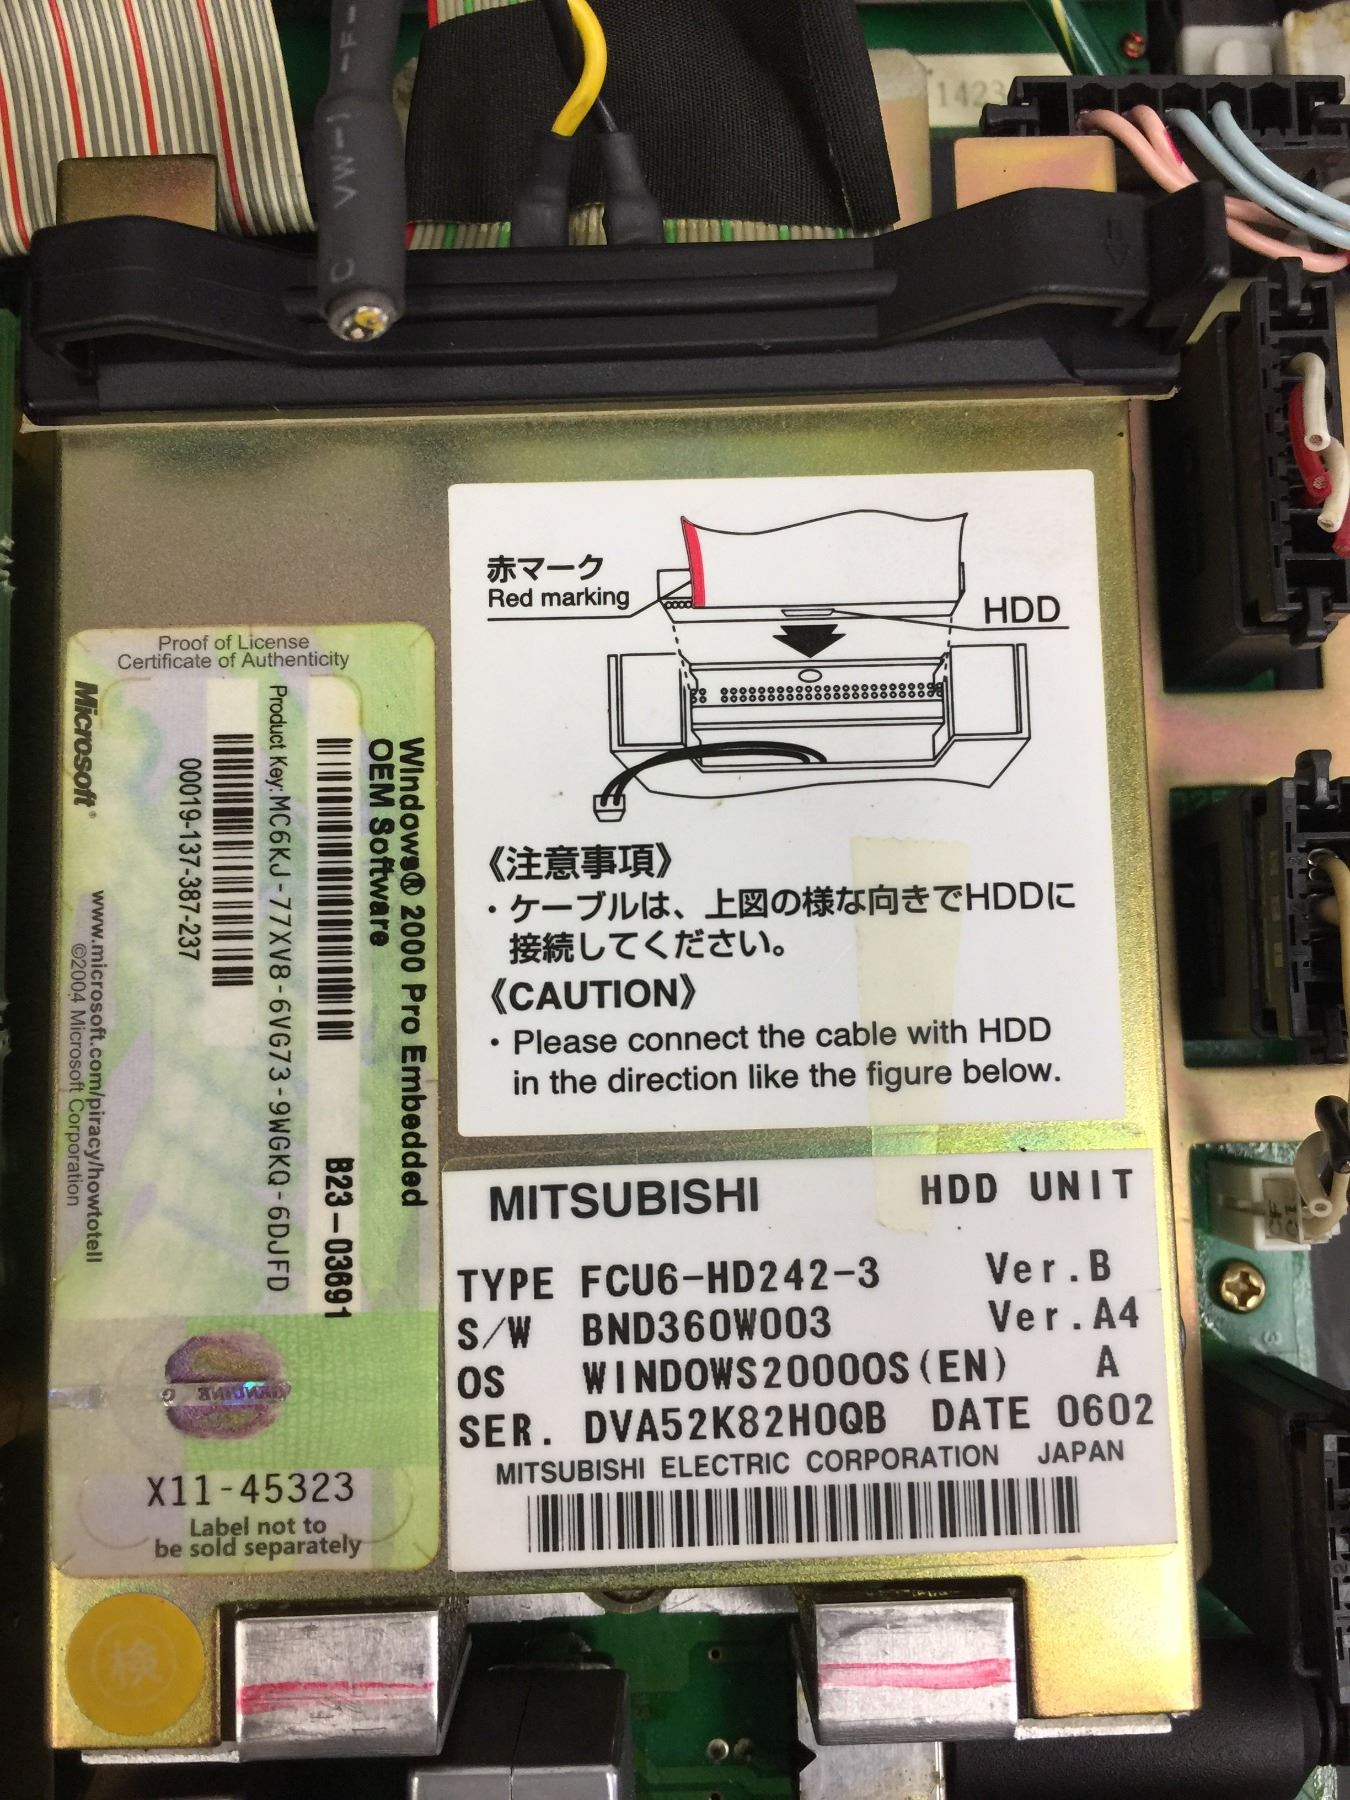 VW-1
1423
赤マーク
Red marking
HDD
《注意事項》
・ケーブルは、上図の様な向きでHDDに
接続してください。
《CAUTION》
・Please connect the cable with HDD
in the direction like the figure below.
Proof of License
Certificate of Authenticity
Windows® 2000 Pro Embedded
OEM Software
B23-03691
Product Key:MC6KJ-77XV8-6VG73-9WGKQ-6DJFD
00019-137-387-237
Microsoft®
www.microsoft.com/piracy/howtotell
©2004 Microsoft Corporation
X11-45323
Label not to
be sold separately
MITSUBISHI HDD UNIT
TYPE FCU6-HD242-3 Ver.B
S/W BND360W003 Ver.A4
OS WINDOWS2000OS(EN) A
SER. DVA52K82H0QB DATE 0602
MITSUBISHI ELECTRIC CORPORATION JAPAN
検